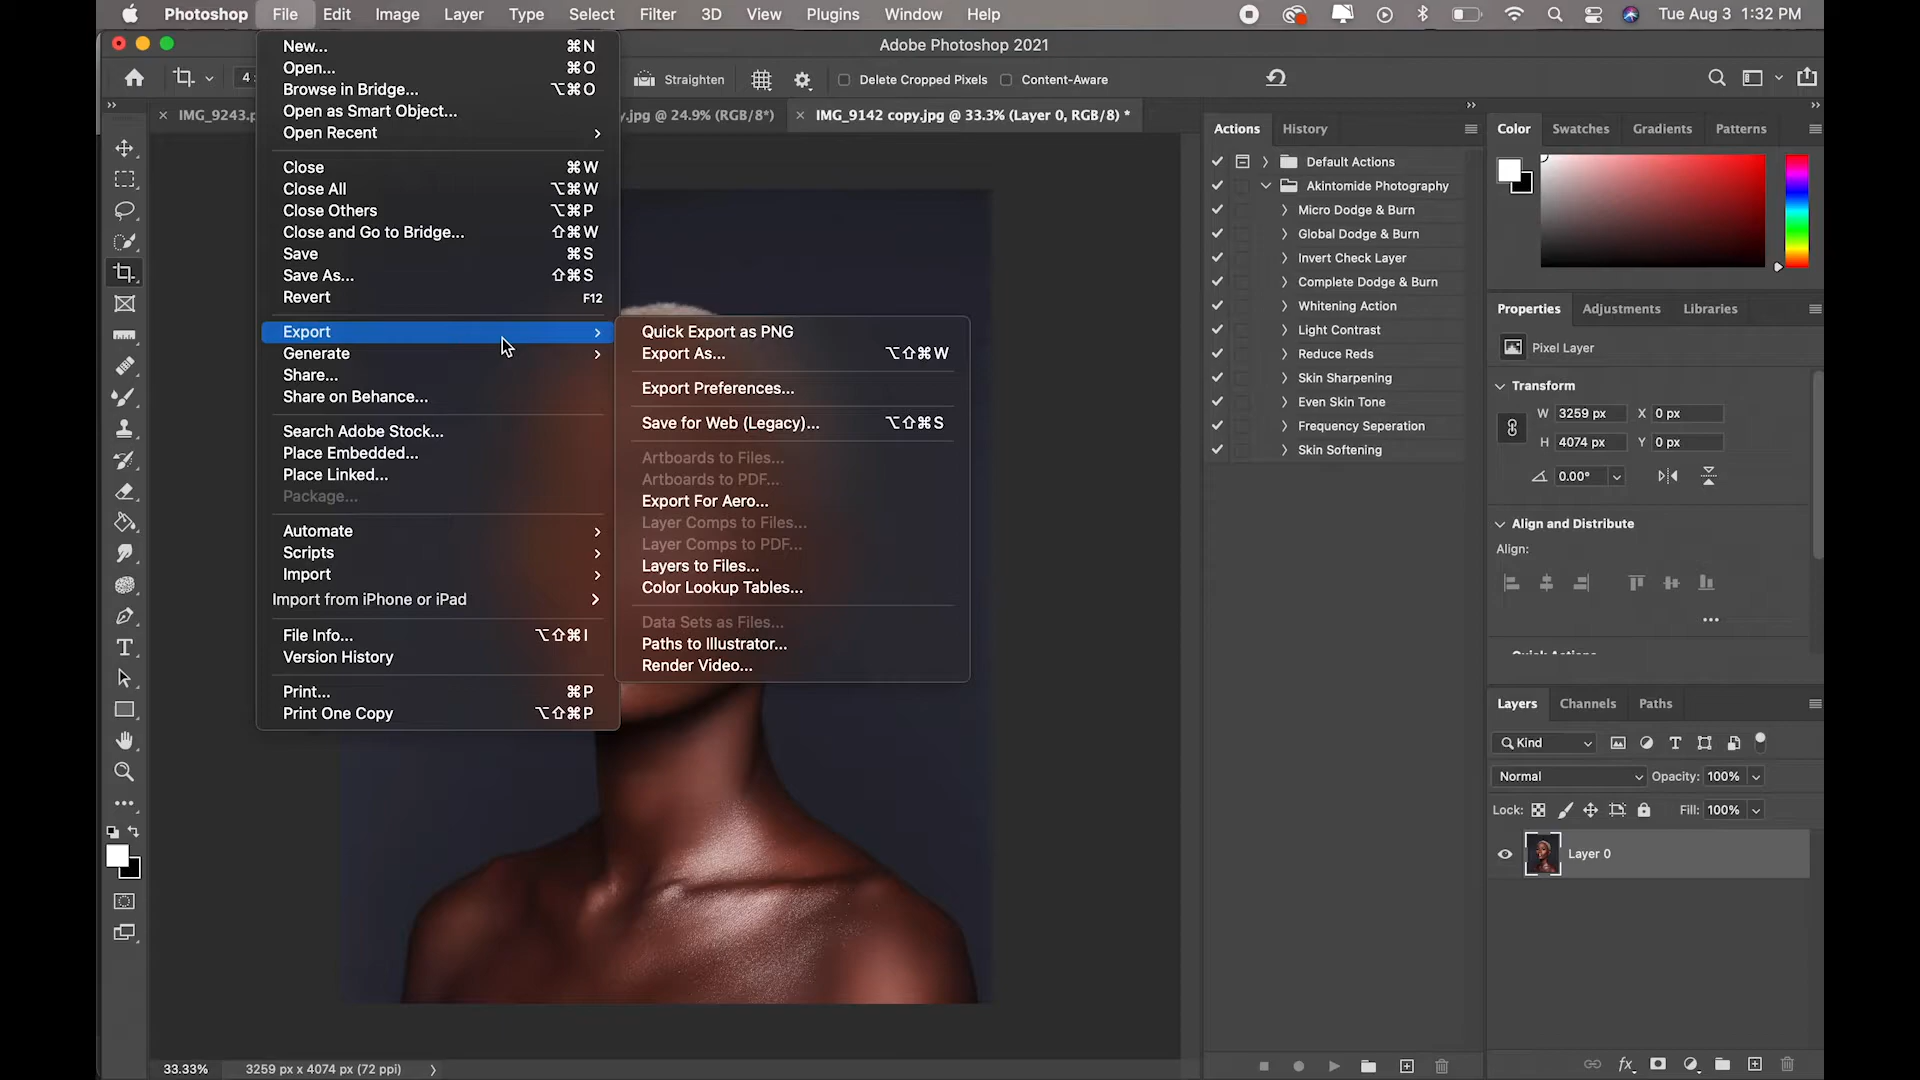 Photoshop File Edit Image Layer Type Select Filter 3D View Plugins Window Help Tue Aug 3 1:32 PM
Adobe Photoshop 2021
4 Straighten Delete Cropped Pixels Content-Aware
IMG_9243.p y.jpg @ 24.9% (RGB/8*) IMG_9142 copy.jpg @ 33.3% (Layer 0, RGB/8) *
New... ⌘N
Open... ⌘O
Browse in Bridge... ⌥⌘O
Open as Smart Object...
Open Recent
Close ⌘W
Close All ⌥⌘W
Close Others ⌥⌘P
Close and Go to Bridge... ⇧⌘W
Save ⌘S
Save As... ⇧⌘S
Revert F12
Export
Generate
Share...
Share on Behance...
Search Adobe Stock...
Place Embedded...
Place Linked...
Package...
Automate
Scripts
Import
Import from iPhone or iPad
File Info... ⌥⇧⌘I
Version History
Print... ⌘P
Print One Copy ⌥⇧⌘P
Quick Export as PNG
Export As... ⌥⇧⌘W
Export Preferences...
Save for Web (Legacy)... ⌥⇧⌘S
Artboards to Files...
Artboards to PDF...
Export For Aero...
Layer Comps to Files...
Layer Comps to PDF...
Layers to Files...
Color Lookup Tables...
Data Sets as Files...
Paths to Illustrator...
Render Video...
Actions History
Default Actions
Akintomide Photography
Micro Dodge & Burn
Global Dodge & Burn
Invert Check Layer
Complete Dodge & Burn
Whitening Action
Light Contrast
Reduce Reds
Skin Sharpening
Even Skin Tone
Frequency Seperation
Skin Softening
Color Swatches Gradients Patterns
Properties Adjustments Libraries
Pixel Layer
Transform
W 3259 px X 0 px
H 4074 px Y 0 px
0.00°
Align and Distribute
Align:
Layers Channels Paths
Kind
Normal Opacity: 100%
Lock: Fill: 100%
Layer 0
33.33% 3259 px x 4074 px (72 ppi)